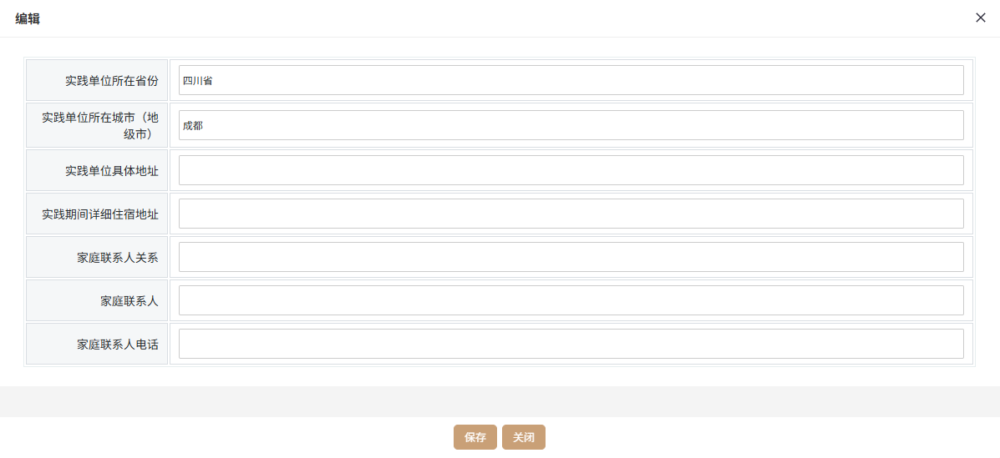 编辑
实践单位所在省份
四川省
实践单位所在城市（地
级市）
成都
实践单位具体地址
实践期间详细住宿地址
家庭联系人关系
家庭联系人
家庭联系人电话
保存 关闭